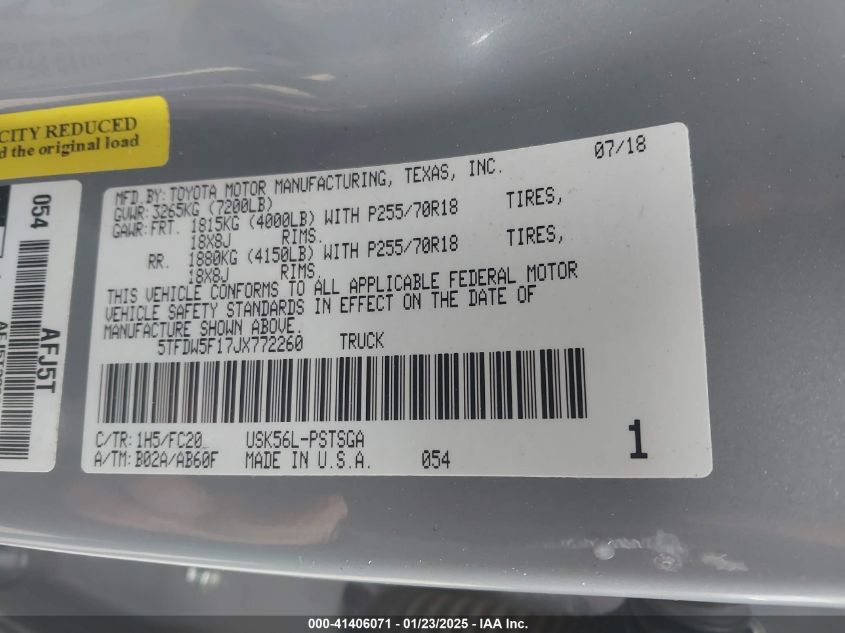 CITY REDUCED
d the original load
054
AFJ5T
07/18
MFD.BY:TOYOTA MOTOR MANUFACTURING, TEXAS, INC.
GVWR:3265KG (7200LB)
GAWR:FRT. 1815KG (4000LB) WITH P255/70R18 TIRES,
18X8J RIMS.
RR. 1880KG (4150LB) WITH P255/70R18 TIRES,
18X8J RIMS.
THIS VEHICLE CONFORMS TO ALL APPLICABLE FEDERAL MOTOR
VEHICLE SAFETY STANDARDS IN EFFECT ON THE DATE OF
MANUFACTURE SHOWN ABOVE.
5TFDW5F17JX772260 TRUCK
C/TR:1H5/FC20 USK56L-PSTSGA
A/TM:B02A/AB60F MADE IN U.S.A. 054
1
000-41406071 / 01/23/2025 - IAA Inc.